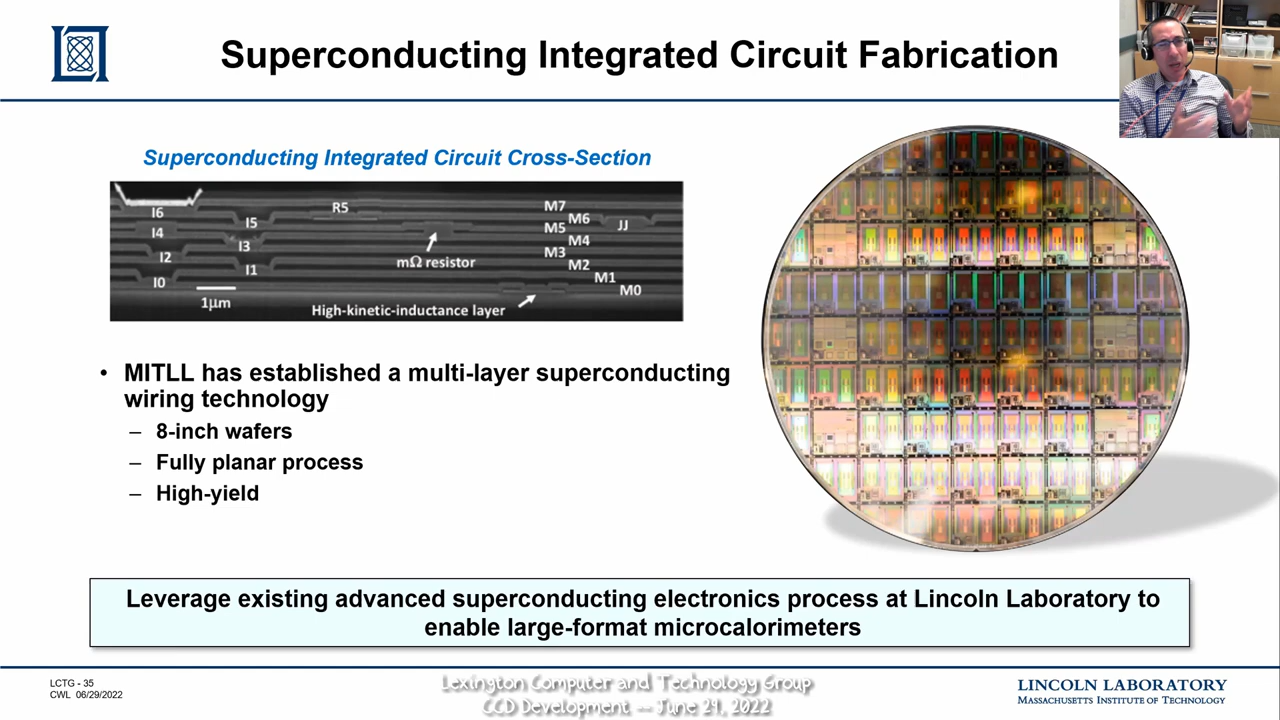 Superconducting Integrated Circuit Fabrication
Superconducting Integrated Circuit Cross-Section
I6
I4
I2
I0
I5
I3
I1
R5
M7
M6
M5
M4
M3
M2
M1
M0
JJ
mΩ resistor
1μm
High-kinetic-inductance layer
• MITLL has established a multi-layer superconducting
wiring technology
– 8-inch wafers
– Fully planar process
– High-yield
Leverage existing advanced superconducting electronics process at Lincoln Laboratory to
enable large-format microcalorimeters
LCTG - 35
CWL 06/29/2022
Lexington Computer and Technology Group
CCD Development -- June 29, 2022
LINCOLN LABORATORY
MASSACHUSETTS INSTITUTE OF TECHNOLOGY